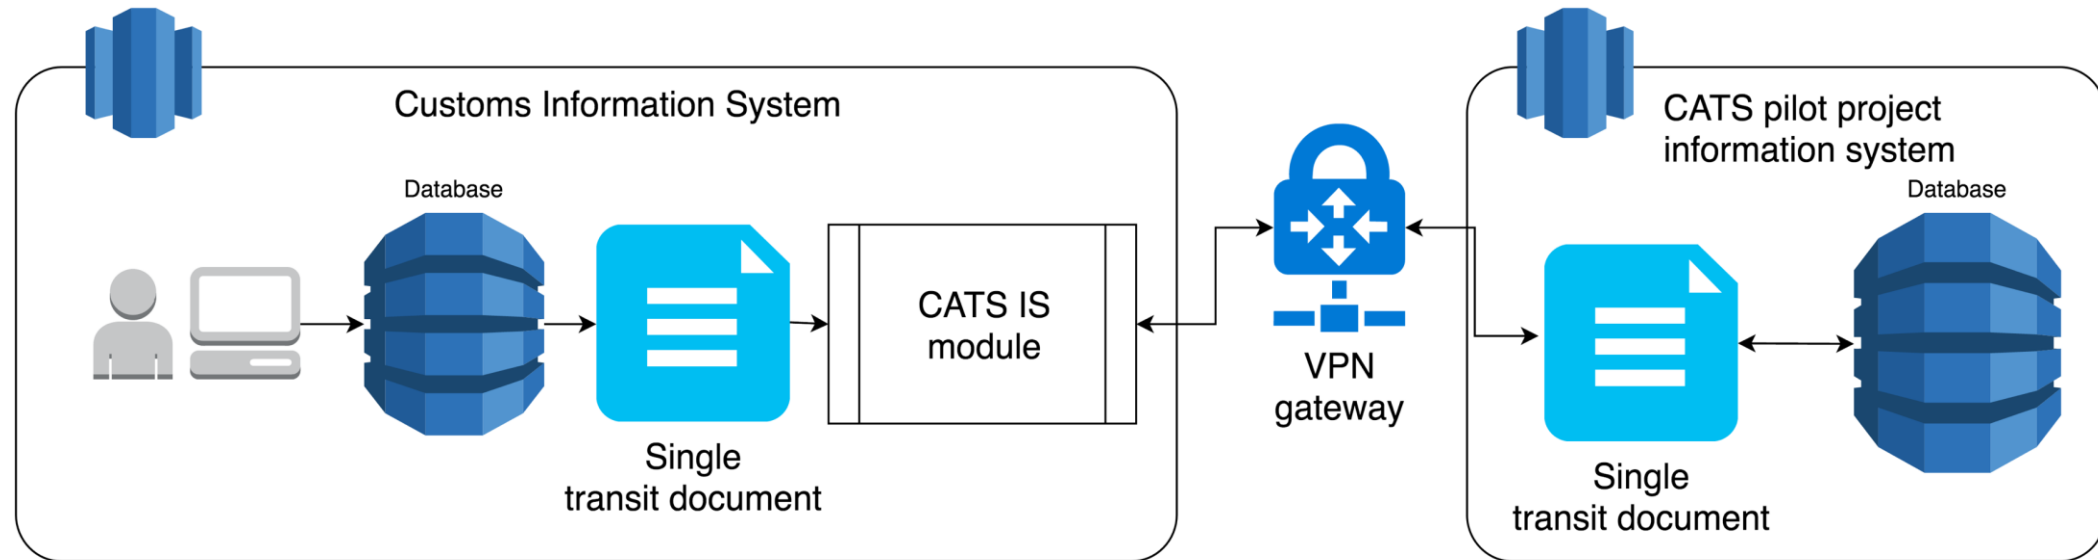 Customs Information System
Database
Single
transit document
CATS IS
module
VPN
gateway
CATS pilot project
information system
Database
Single
transit document